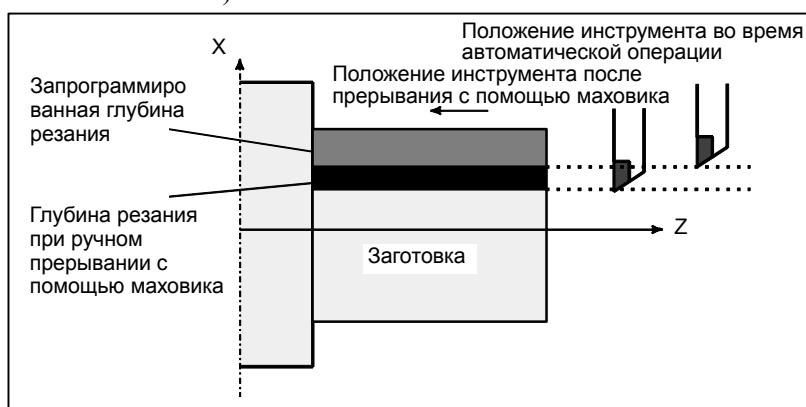 Положение инструмента во время
автоматической операции
X
Положение инструмента после
прерывания с помощью маховика
Запрограммиро
ванная глубина
резания
Глубина резания
при ручном
прерывании с
помощью маховика
Z
Заготовка